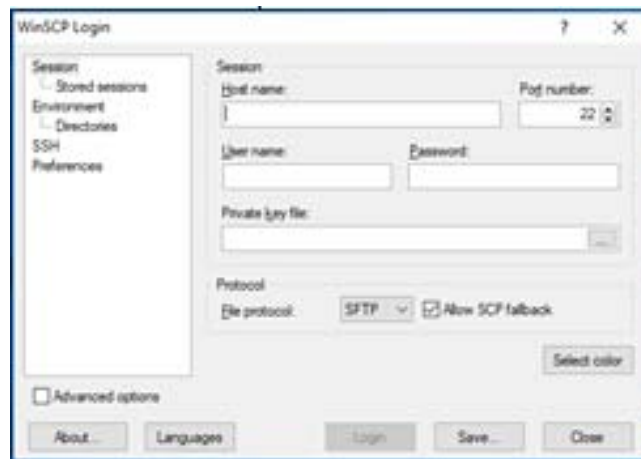 WinSCP Login ? ×
Session
Stored sessions
Environment
Directories
SSH
Preferences
Session
Host name: Port number:
22
User name: Password:
Private key file:
...
Protocol
File protocol: SFTP Allow SCP fallback
Select color
Advanced options
About... Languages Login Save... Close